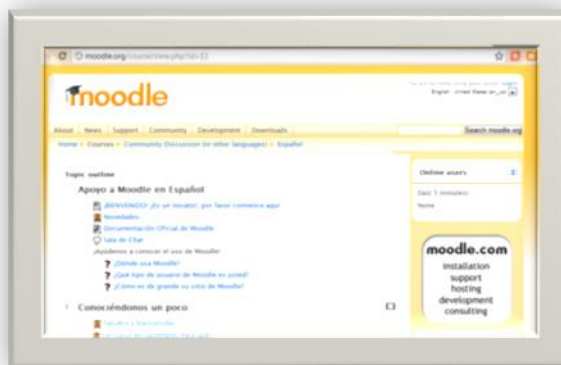 moodle.org/course/view.php?id=11
moodle
English - United States (en_us)
About News Support Community Development Downloads
Search moodle.org
Home ▸ Courses ▸ Community Discussion (in other languages) ▸ Español
Topic outline
Apoyo a Moodle en Español
¡BIENVENIDO! ¡Es un novato!, por favor comience aquí
Novedades
Documentación Oficial de Moodle
Sala de Chat
¡Ayúdenos a conocer el uso de Moodle!
¿Dónde usa Moodle?
¿Qué tipo de usuario de Moodle es usted?
¿Cómo es de grande su sitio de Moodle?
1 Conociéndonos un poco
Online users
(last 5 minutes)
None
moodle.com
installation
support
hosting
development
consulting